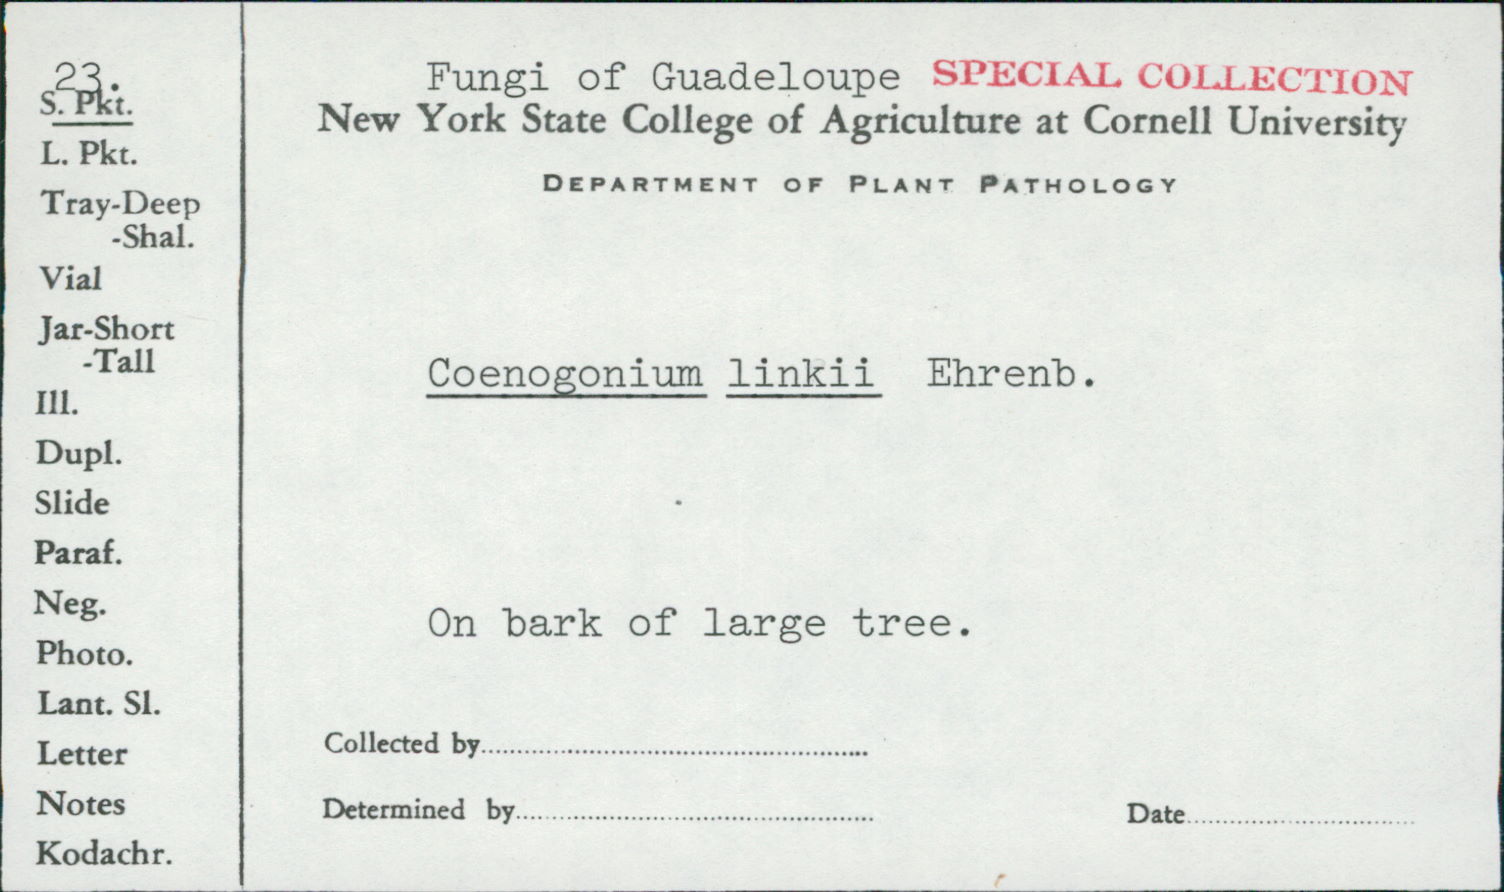 23.
S. Pkt.
L. Pkt.
Tray-Deep
-Shal.
Vial
Jar-Short
-Tall
Ill.
Dupl.
Slide
Paraf.
Neg.
Photo.
Lant. Sl.
Letter
Notes
Kodachr.
Fungi of Guadeloupe SPECIAL COLLECTION
New York State College of Agriculture at Cornell University
DEPARTMENT OF PLANT PATHOLOGY
Coenogonium linkii Ehrenb.
On bark of large tree.
Collected by
Determined by Date